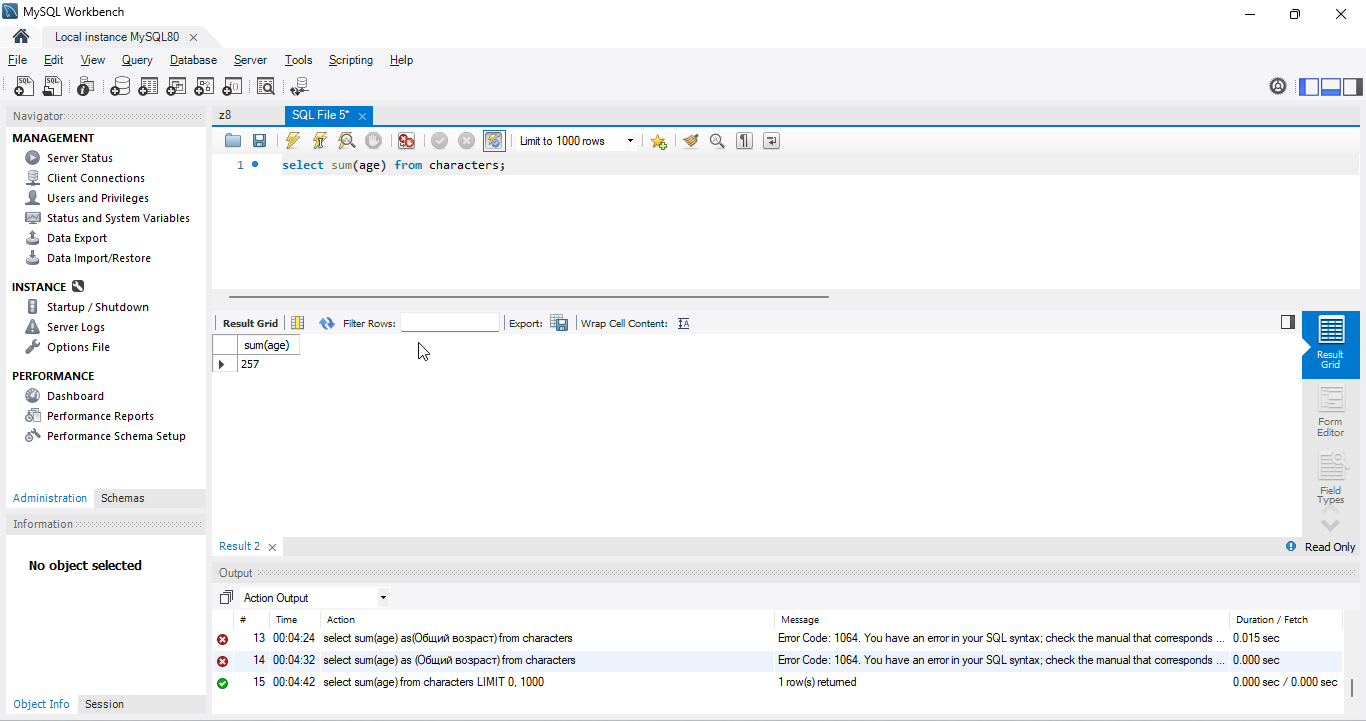 MySQL Workbench
Local instance MySQL80
File Edit View Query Database Server Tools Scripting Help
Navigator
MANAGEMENT
Server Status
Client Connections
Users and Privileges
Status and System Variables
Data Export
Data Import/Restore
INSTANCE
Startup / Shutdown
Server Logs
Options File
PERFORMANCE
Dashboard
Performance Reports
Performance Schema Setup
Administration Schemas
Information
No object selected
Object Info Session
z8 SQL File 5*
Limit to 1000 rows
1 select sum(age) from characters;
Result Grid Filter Rows: Export: Wrap Cell Content:
sum(age)
257
Result Grid
Form Editor
Field Types
Result 2 Read Only
Output
Action Output
# Time Action Message Duration / Fetch
13 00:04:24 select sum(age) as(Общий возраст) from characters Error Code: 1064. You have an error in your SQL syntax; check the manual that corresponds ... 0.015 sec
14 00:04:32 select sum(age) as (Общий возраст) from characters Error Code: 1064. You have an error in your SQL syntax; check the manual that corresponds ... 0.000 sec
15 00:04:42 select sum(age) from characters LIMIT 0, 1000 1 row(s) returned 0.000 sec / 0.000 sec